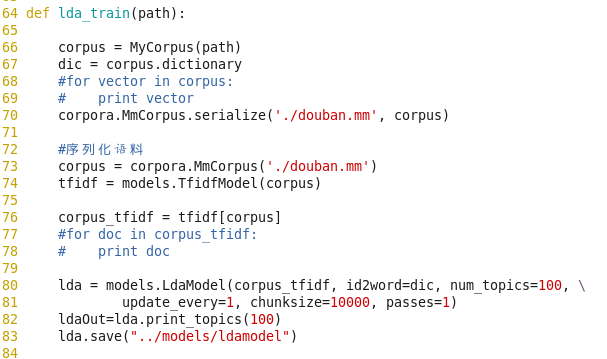 64 def lda_train(path):
65
66     corpus = MyCorpus(path)
67     dic = corpus.dictionary
68     #for vector in corpus:
69     #    print vector
70     corpora.MmCorpus.serialize('./douban.mm', corpus)
71
72     #序列化语料
73     corpus = corpora.MmCorpus('./douban.mm')
74     tfidf = models.TfidfModel(corpus)
75
76     corpus_tfidf = tfidf[corpus]
77     #for doc in corpus_tfidf:
78     #    print doc
79
80     lda = models.LdaModel(corpus_tfidf, id2word=dic, num_topics=100, \
81             update_every=1, chunksize=10000, passes=1)
82     ldaOut=lda.print_topics(100)
83     lda.save("../models/ldamodel")
84